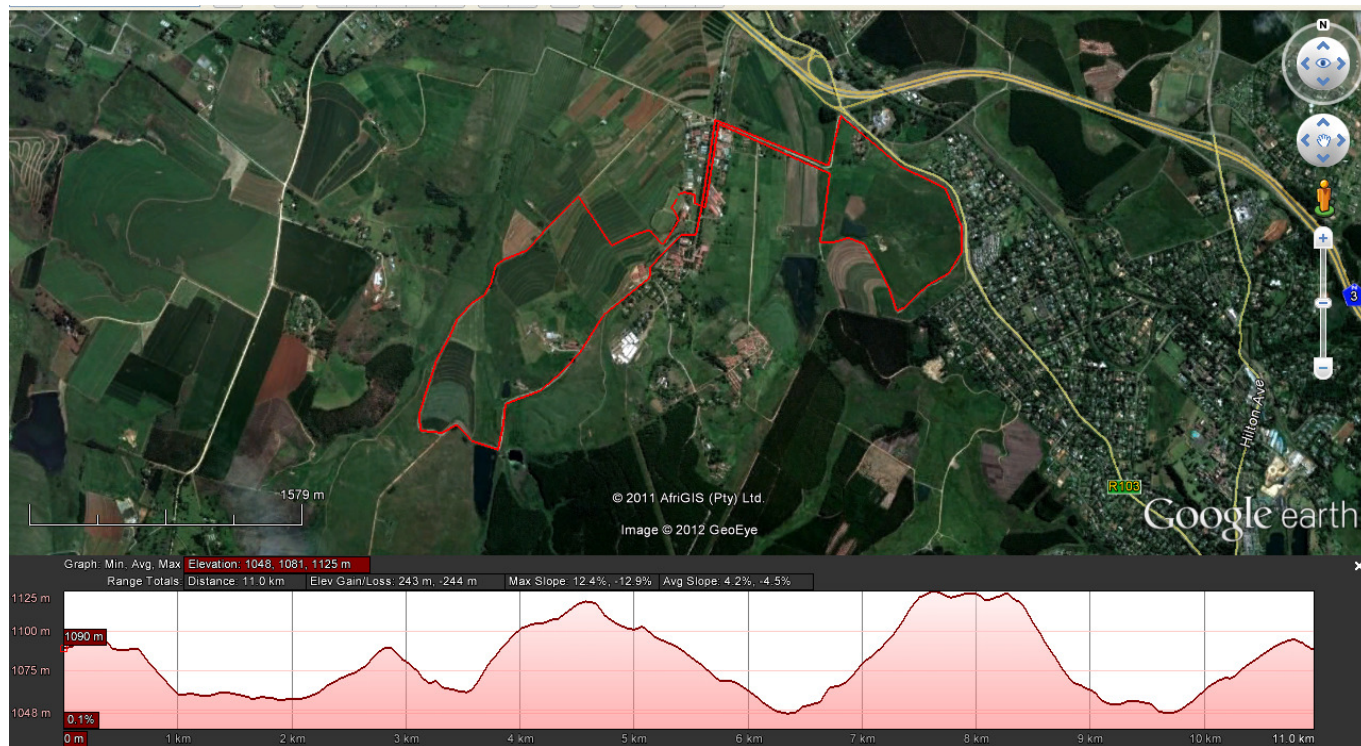 N
3
Hilton Ave
R103
1579 m
© 2011 AfriGIS (Pty) Ltd.
Image © 2012 GeoEye
Google earth
Graph: Min, Avg, Max Elevation: 1048, 1081, 1125 m
Range Totals: Distance: 11.0 km Elev Gain/Loss: 243 m, -244 m Max Slope: 12.4%, -12.9% Avg Slope: 4.2%, -4.5%
1125 m
1100 m
1090 m
1075 m
1048 m
0.1%
0 m 1 km 2 km 3 km 4 km 5 km 6 km 7 km 8 km 9 km 10 km 11.0 km